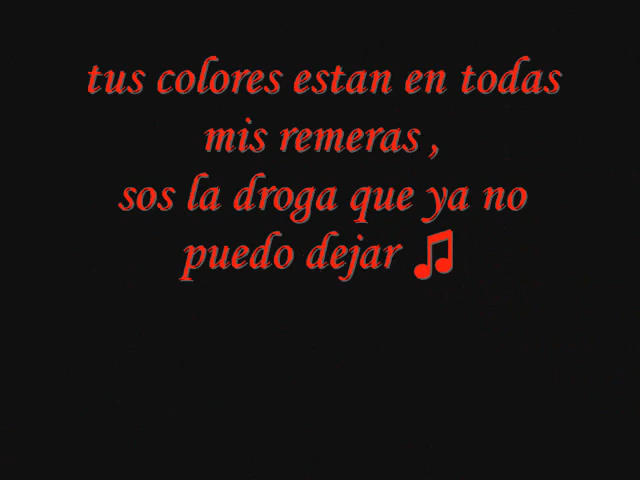 tus colores estan en todas
mis remeras ,
sos la droga que ya no
puedo dejar ♫